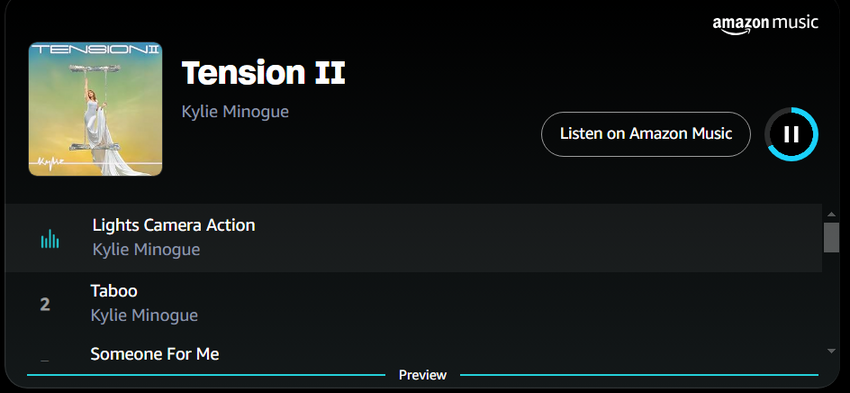 amazon music
TENSION II
Kylie
Tension II
Kylie Minogue
Listen on Amazon Music
Lights Camera Action
Kylie Minogue
2
Taboo
Kylie Minogue
Someone For Me
Preview